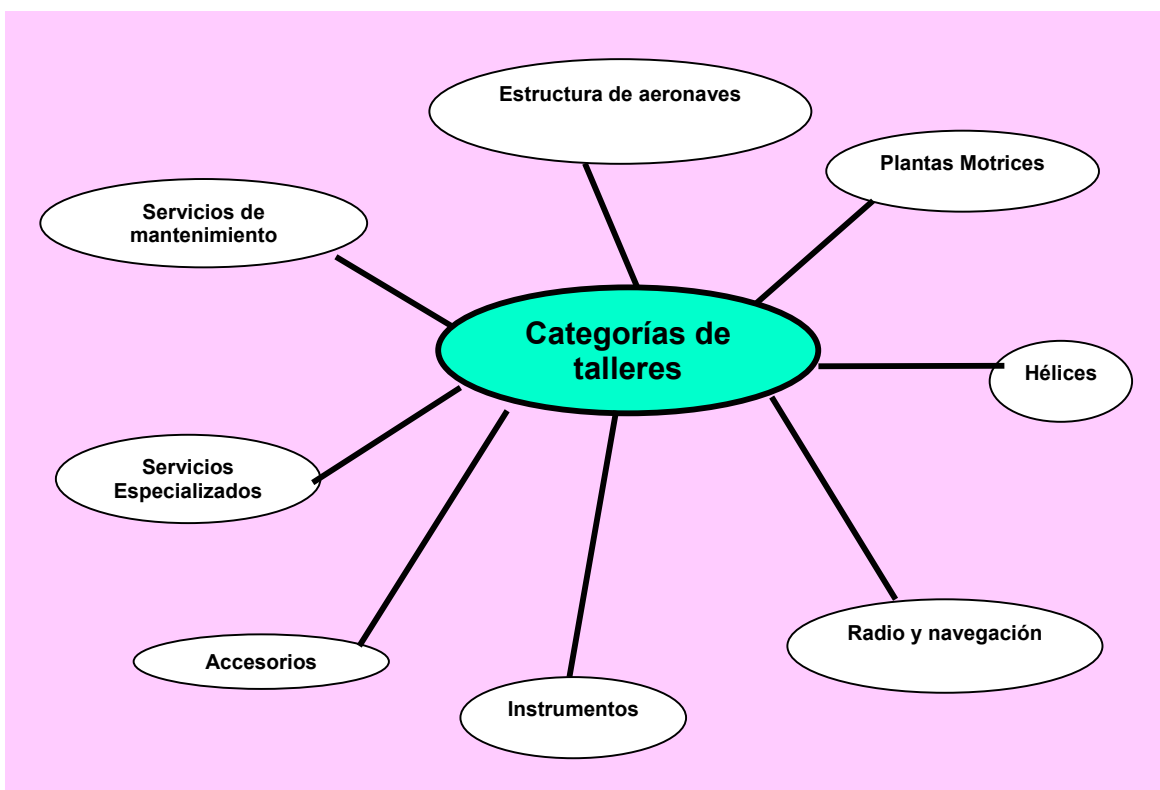 Estructura de aeronaves
Plantas Motrices
Servicios de
mantenimiento
Categorías de
talleres
Hélices
Servicios
Especializados
Radio y navegación
Accesorios
Instrumentos